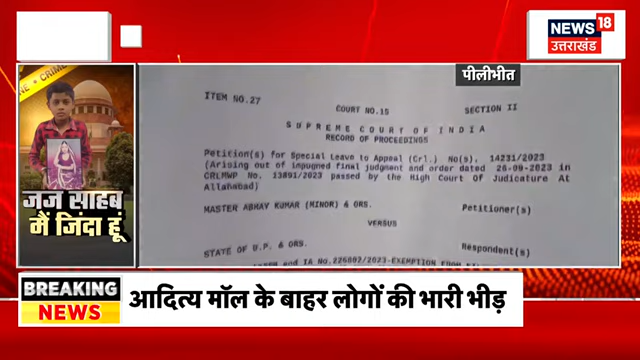 NEWS 18
उत्तराखंड
पीलीभीत
CRIME
जज साहब
मैं जिंदा हूं
ITEM NO.27 COURT NO.15 SECTION II
SUPREME COURT OF INDIA
RECORD OF PROCEEDINGS
Petition(s) for Special Leave to Appeal (Crl.) No(s). 14231/2023
(Arising out of impugned final judgment and order dated 26-09-2023 in
CRLMWP No. 13891/2023 passed by the High Court Of Judicature At
Allahabad)
MASTER ABHAY KUMAR (MINOR) & ORS. Petitioner(s)
VERSUS
STATE OF U.P. & ORS. Respondent(s)
and IA No.226802/2023-EXEMPTION FROM
BREAKING
NEWS
आदित्य मॉल के बाहर लोगों की भारी भीड़